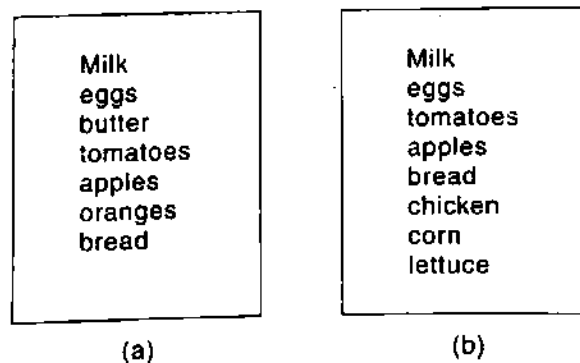 Milk
eggs
butter
tomatoes
apples
oranges
bread
(a)
Milk
eggs
tomatoes
apples
bread
chicken
corn
lettuce
(b)